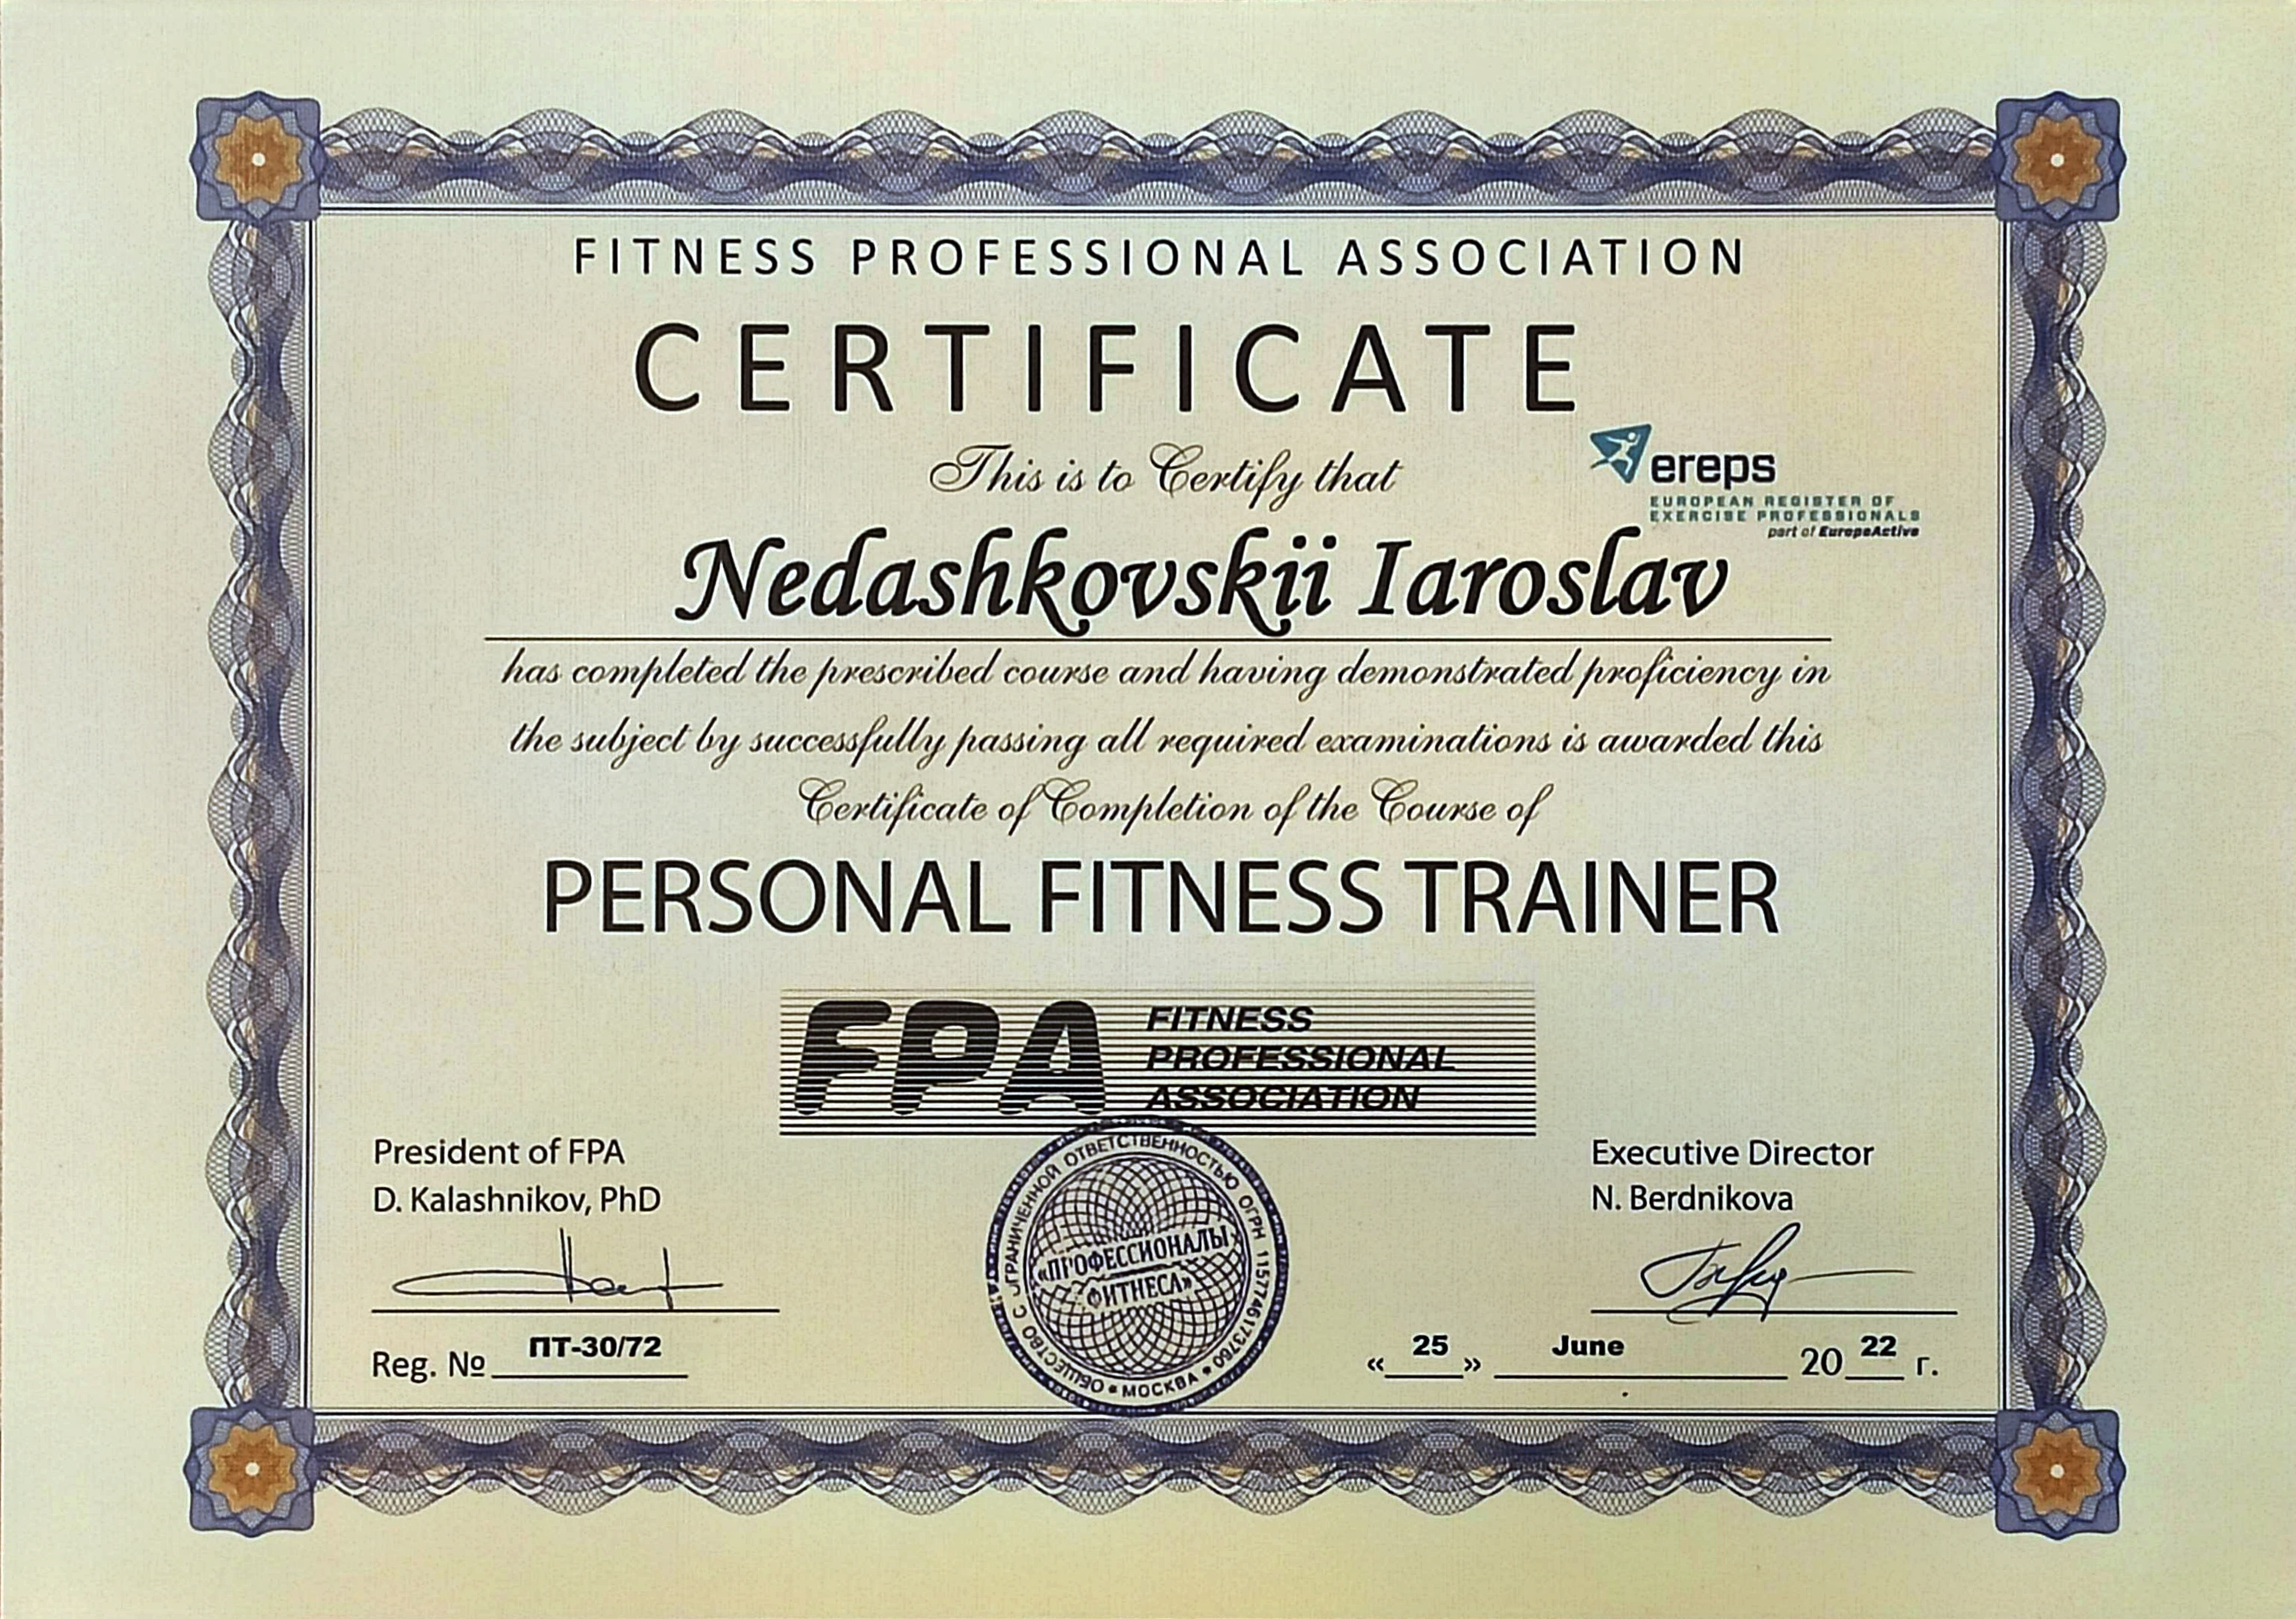 FITNESS PROFESSIONAL ASSOCIATION
CERTIFICATE
This is to Certify that
ereps
EUROPEAN REGISTER OF
EXERCISE PROFESSIONALS
part of EuropeActive
Nedashkovskii Iaroslav
has completed the prescribed course and having demonstrated proficiency in
the subject by successfully passing all required examinations is awarded this
Certificate of Completion of the Course of
PERSONAL FITNESS TRAINER
FPA
FITNESS
PROFESSIONAL
ASSOCIATION
President of FPA
D. Kalashnikov, PhD
Executive Director
N. Berdnikova
ОБЩЕСТВО С ОГРАНИЧЕННОЙ ОТВЕТСТВЕННОСТЬЮ ОГРН 1157746173760 • МОСКВА •
«ПРОФЕССИОНАЛЫ
ФИТНЕСА»
Reg. № ПТ-30/72
« 25 » June 20 22 г.